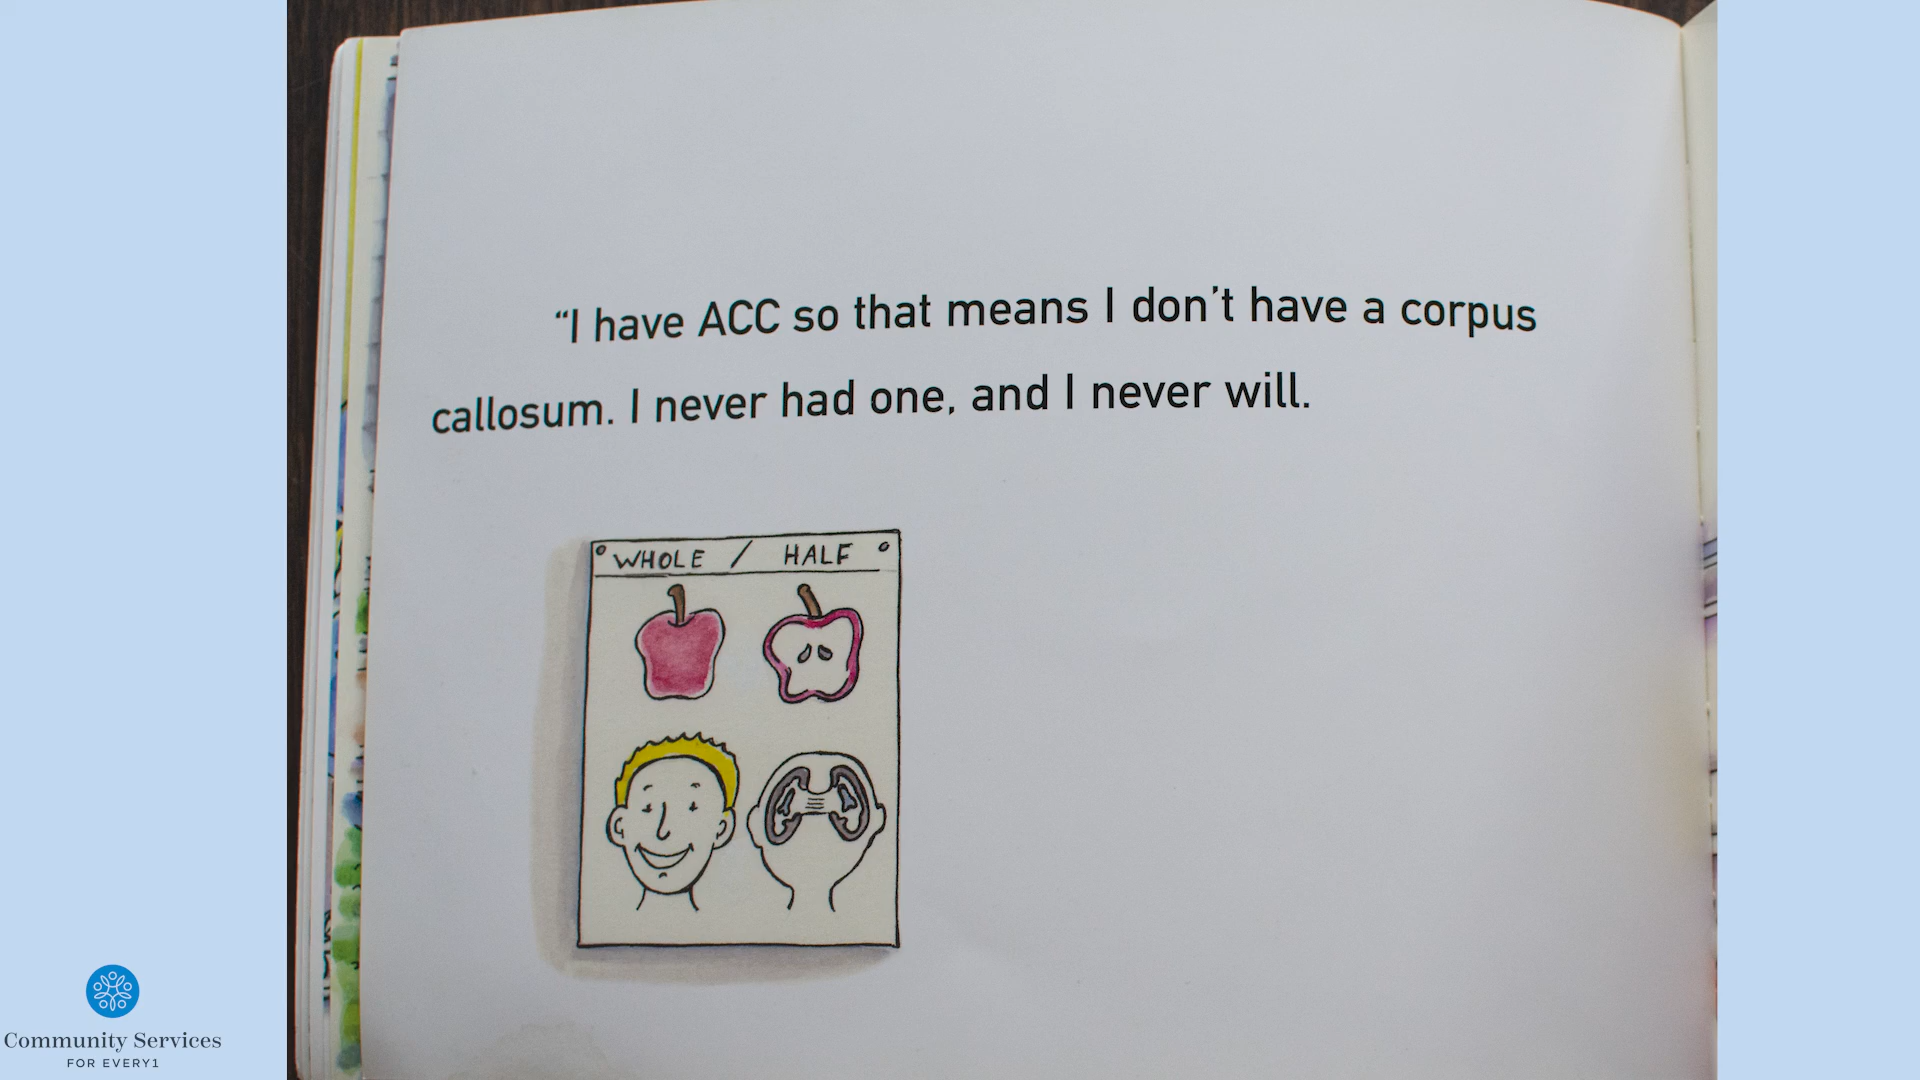 “I have ACC so that means I don’t have a corpus
callosum. I never had one, and I never will.
WHOLE / HALF
Community Services
FOR EVERY1